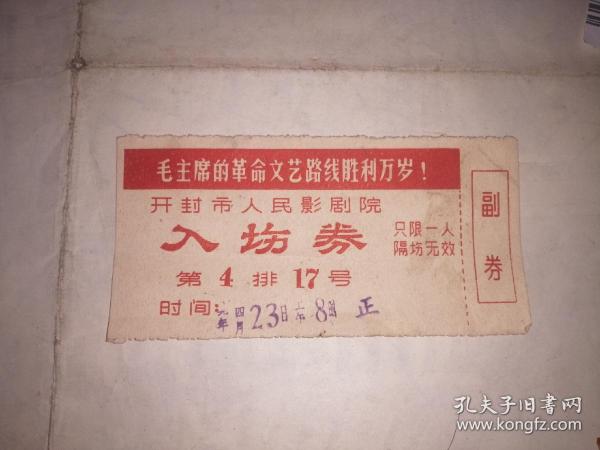 毛主席的革命文艺路线胜利万岁！
开封市人民影剧院
入场券
只限一人
隔场无效
第4排17号
时间：
年四月23日 8 正
副券
孔夫子旧书网
www.kongfz.com